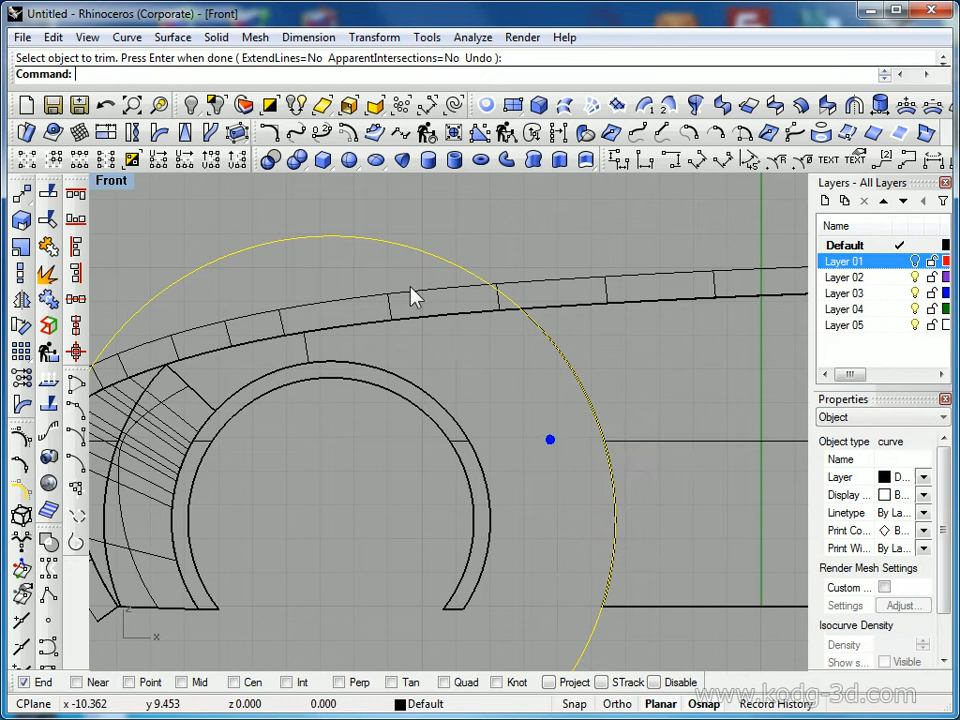 Untitled - Rhinoceros (Corporate) - [Front]
File Edit View Curve Surface Solid Mesh Dimension Transform Tools Analyze Render Help
Select object to trim. Press Enter when done ( ExtendLines=No ApparentIntersections=No Undo ):
Command:
TEXT TEXT
Front
Layers - All Layers
Name
Default
Layer 01
Layer 02
Layer 03
Layer 04
Layer 05
Properties
Object
Object type curve
Name
Layer D...
Display ... B...
Linetype By La...
Print Co... B...
Print Wi... By La...
Render Mesh Settings
Custom ...
Settings Adjust...
Isocurve Density
Density
Show s... Visible
z
x
End Near Point Mid Cen Int Perp Tan Quad Knot Project STrack Disable
www.kodg-3d.com
CPlane x -10.362 y 9.453 z 0.000 0.000 Default Snap Ortho Planar Osnap Record History